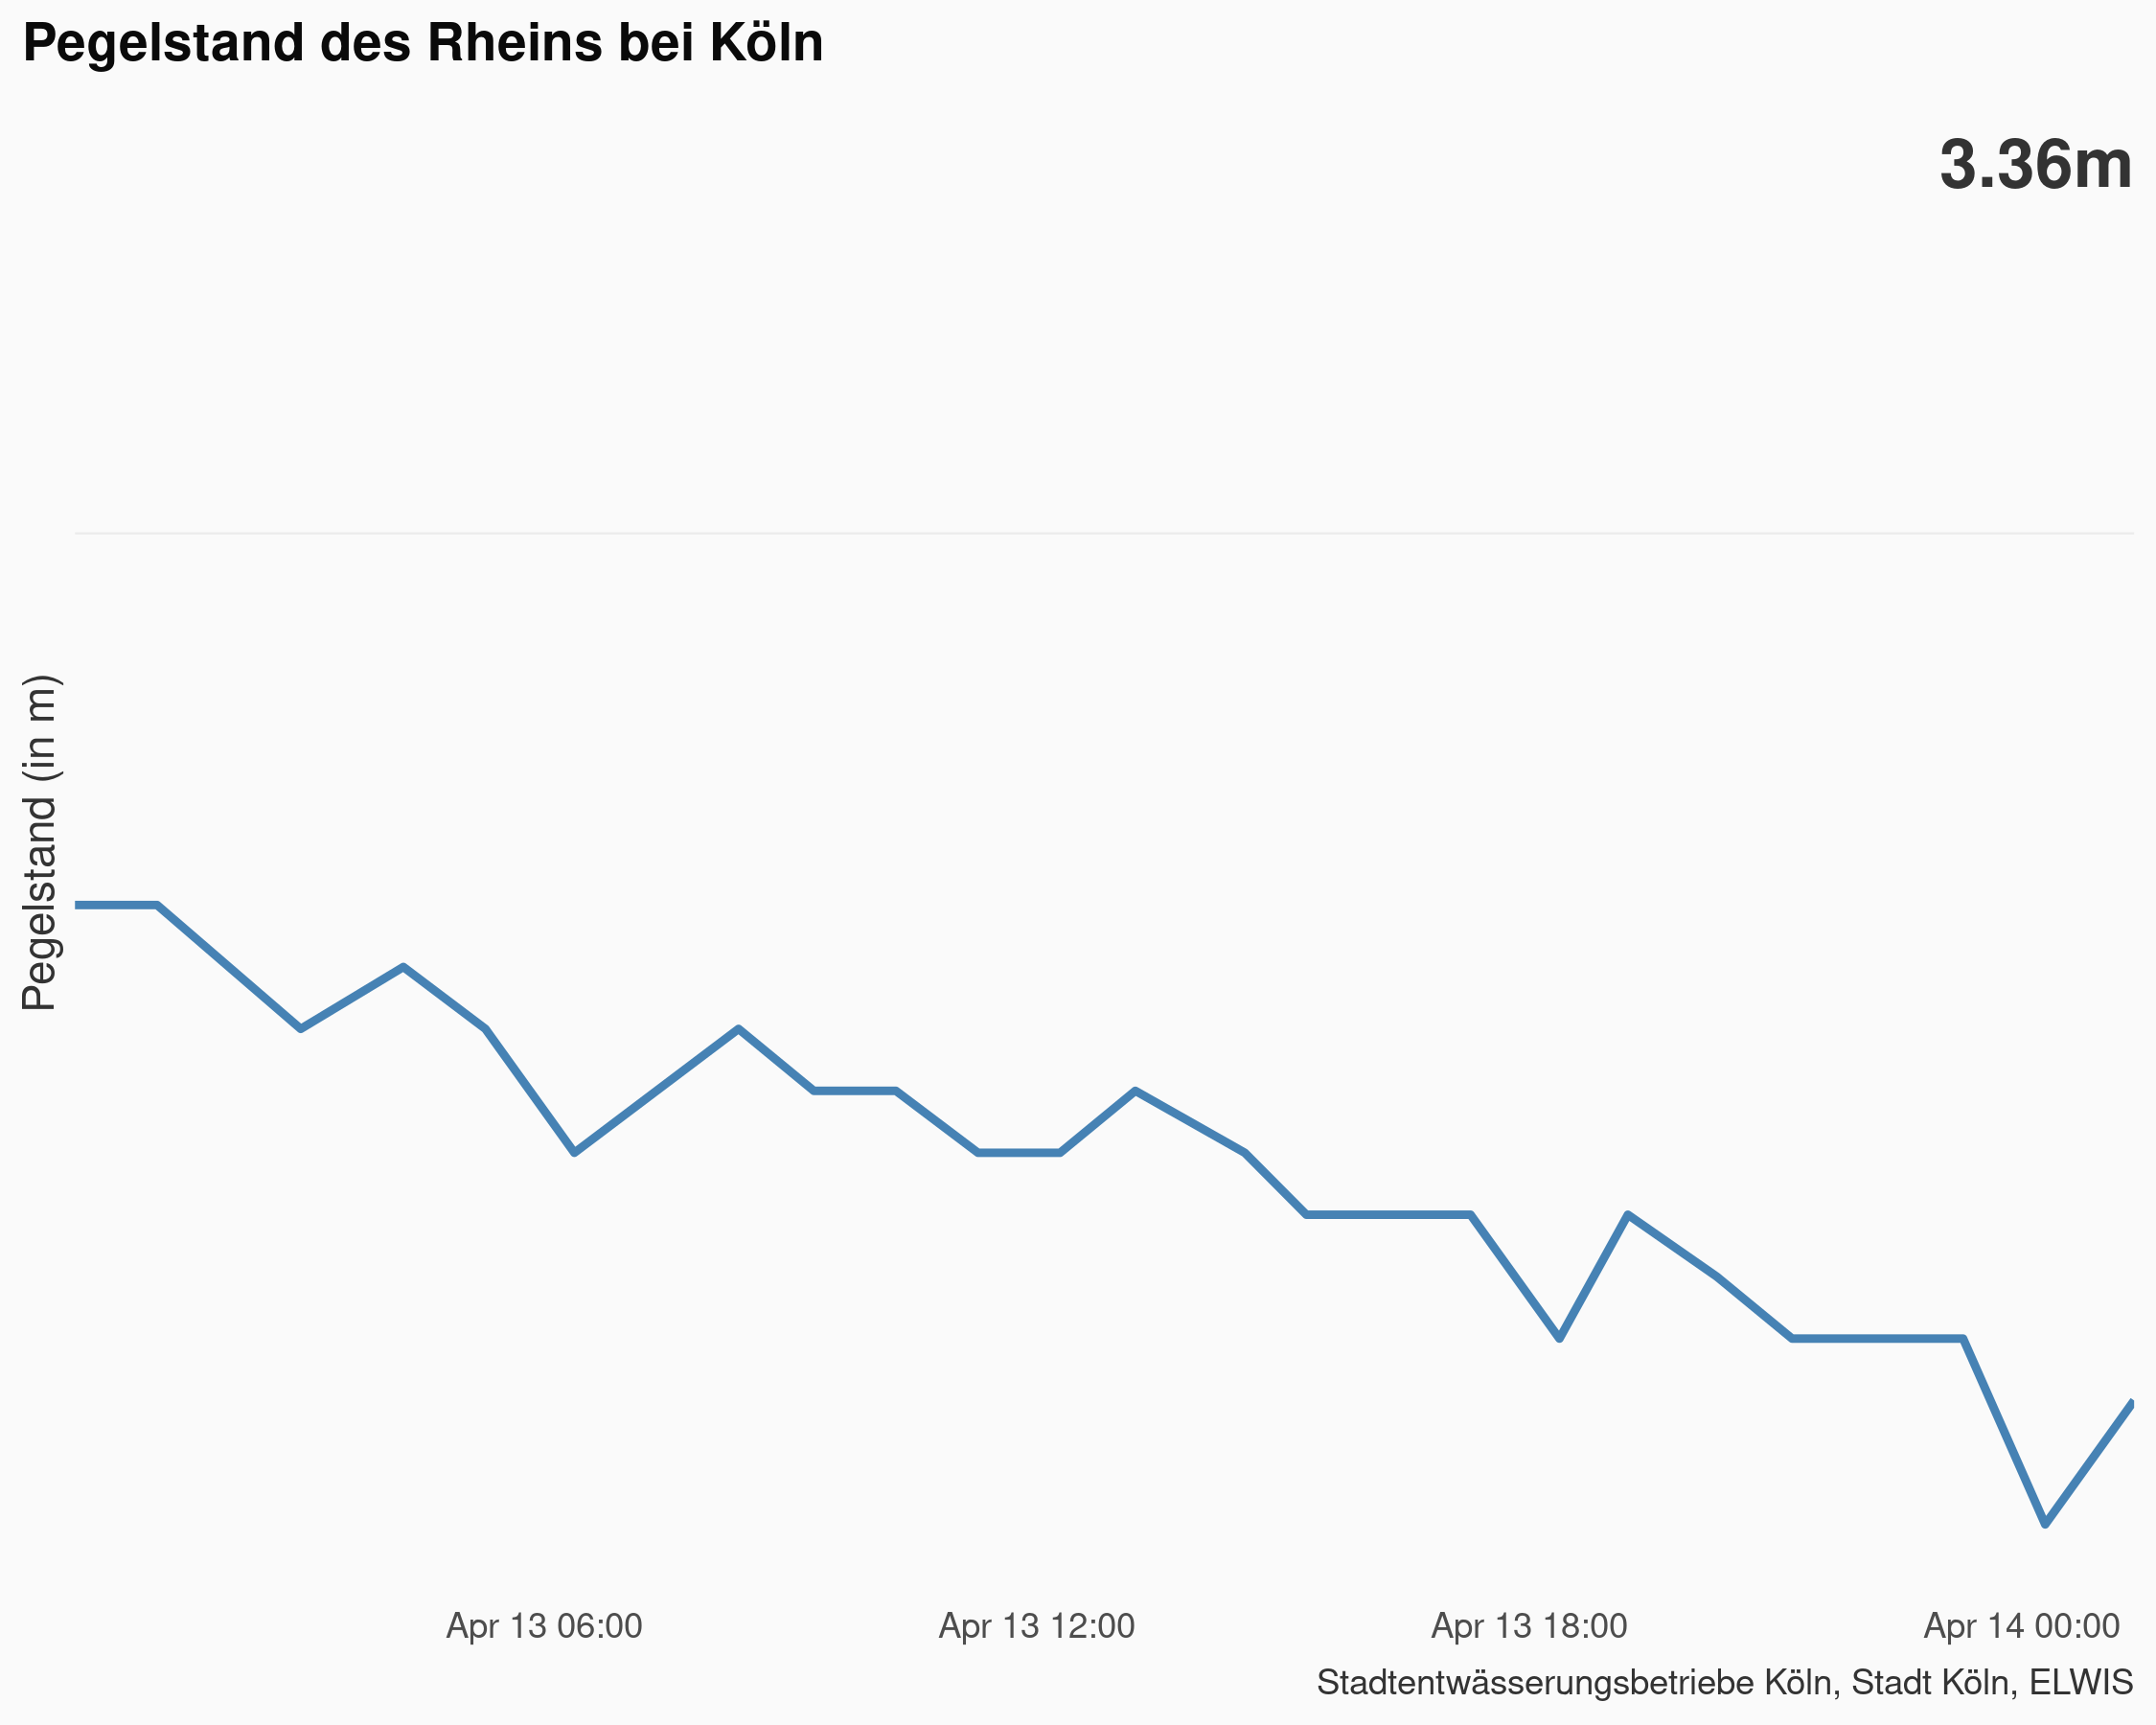 Pegelstand des Rheins bei Köln
3.36m
Pegelstand (in m)
Apr 13 06:00
Apr 13 12:00
Apr 13 18:00
Apr 14 00:00
Stadtentwässerungsbetriebe Köln, Stadt Köln, ELWIS